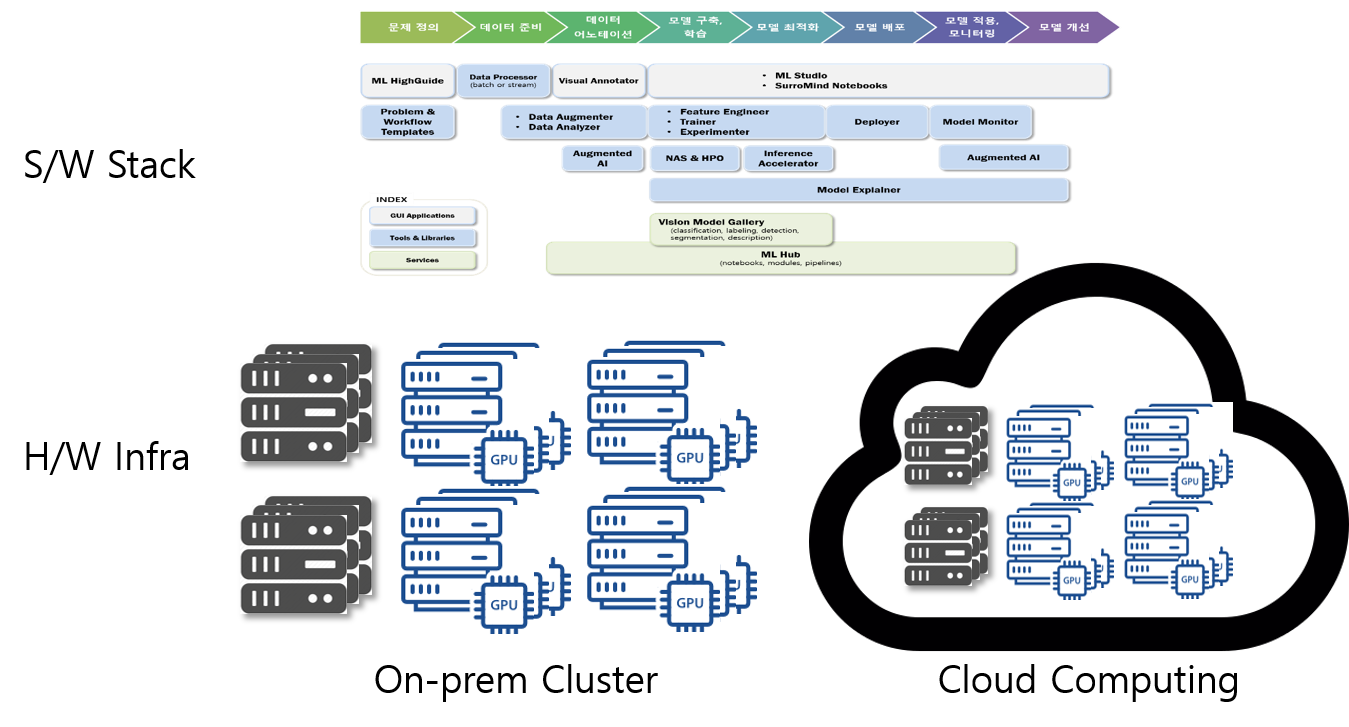 문제 정의
데이터 준비
데이터
어노테이션
모델 구축,
학습
모델 최적화
모델 배포
모델 적용,
모니터링
모델 개선
ML HighGuide
Data Processor
(batch or stream)
Visual Annotator
• ML Studio
• SurroMind Notebooks
Problem &
Workflow
Templates
• Data Augmenter
• Data Analyzer
• Feature Engineer
• Trainer
• Experimenter
Deployer
Model Monitor
S/W Stack
Augmented
AI
NAS & HPO
Inference
Accelerator
Augmented AI
Model Explainer
INDEX
GUI Applications
Tools & Libraries
Services
Vision Model Gallery
(classification, labeling, detection,
segmentation, description)
ML Hub
(notebooks, modules, pipelines)
H/W Infra
GPU
GPU
GPU
GPU
GPU
GPU
GPU
GPU
On-prem Cluster
Cloud Computing